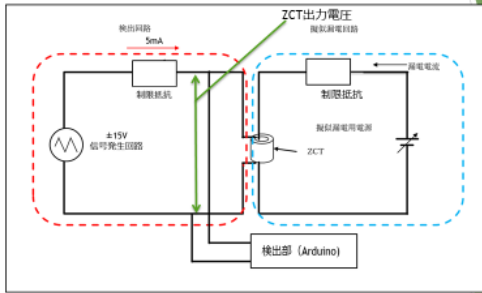 ZCT出力電圧
検出回路
5mA
制限抵抗
±15V
信号発生回路
擬似漏電回路
漏電電流
制限抵抗
擬似漏電用電源
ZCT
検出部（Arduino）